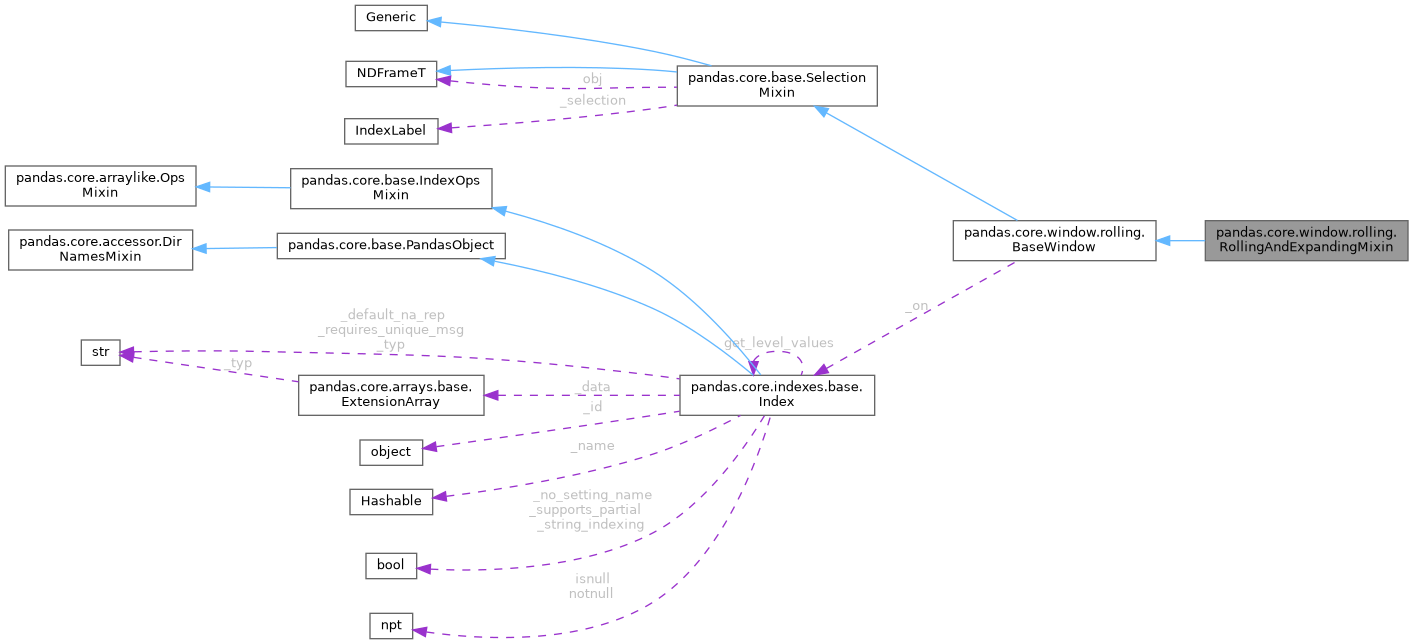 Generic
NDFrameT
obj
pandas.core.base.Selection
Mixin
_selection
IndexLabel
pandas.core.arraylike.Ops
Mixin
pandas.core.base.IndexOps
Mixin
pandas.core.accessor.Dir
NamesMixin
pandas.core.base.PandasObject
pandas.core.window.rolling.
BaseWindow
pandas.core.window.rolling.
RollingAndExpandingMixin
_on
_default_na_rep
_requires_unique_msg
_typ
get_level_values
str
_typ
pandas.core.arrays.base.
ExtensionArray
_data
pandas.core.indexes.base.
Index
_id
object
_name
Hashable
_no_setting_name
_supports_partial
_string_indexing
bool
isnull
notnull
npt